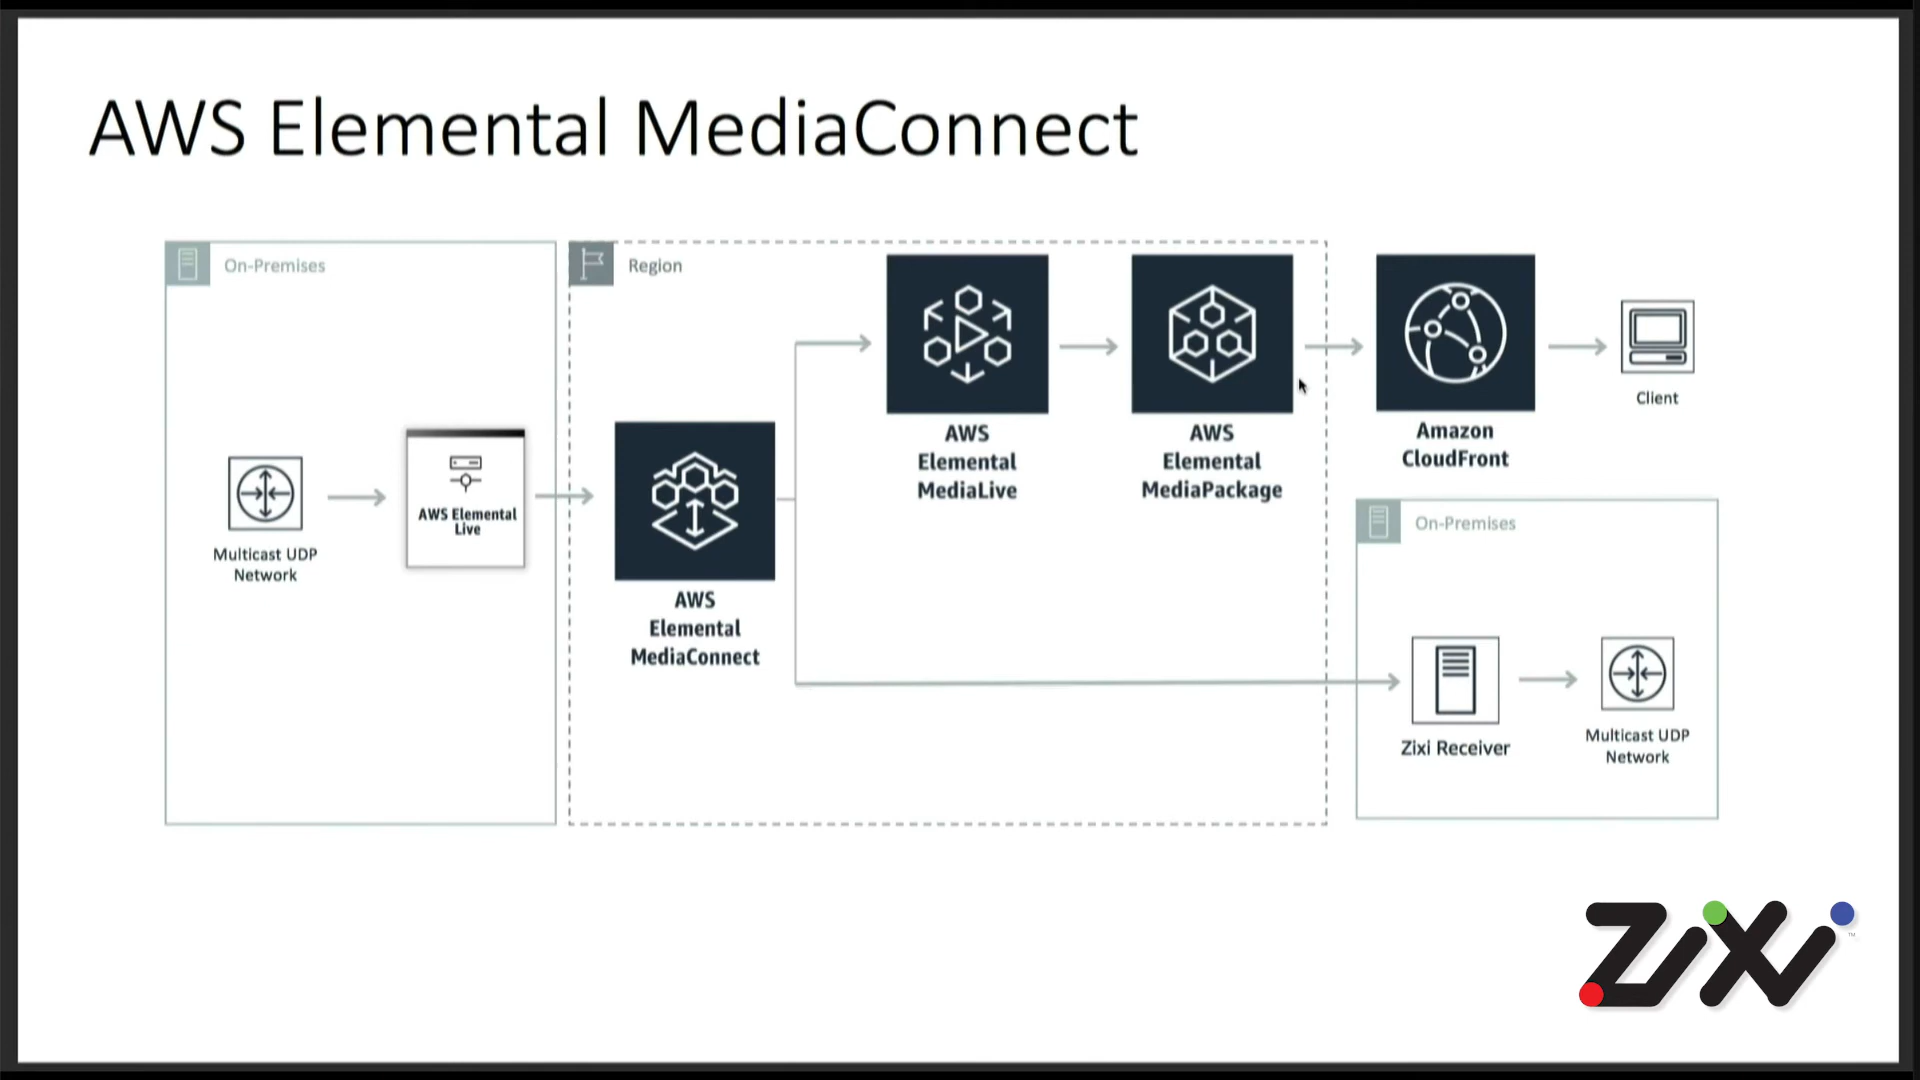 AWS Elemental MediaConnect
On-Premises
Multicast UDP
Network
AWS Elemental
Live
Region
AWS
Elemental
MediaConnect
AWS
Elemental
MediaLive
AWS
Elemental
MediaPackage
Amazon
CloudFront
Client
On-Premises
Zixi Receiver
Multicast UDP
Network
ZiXi
TM